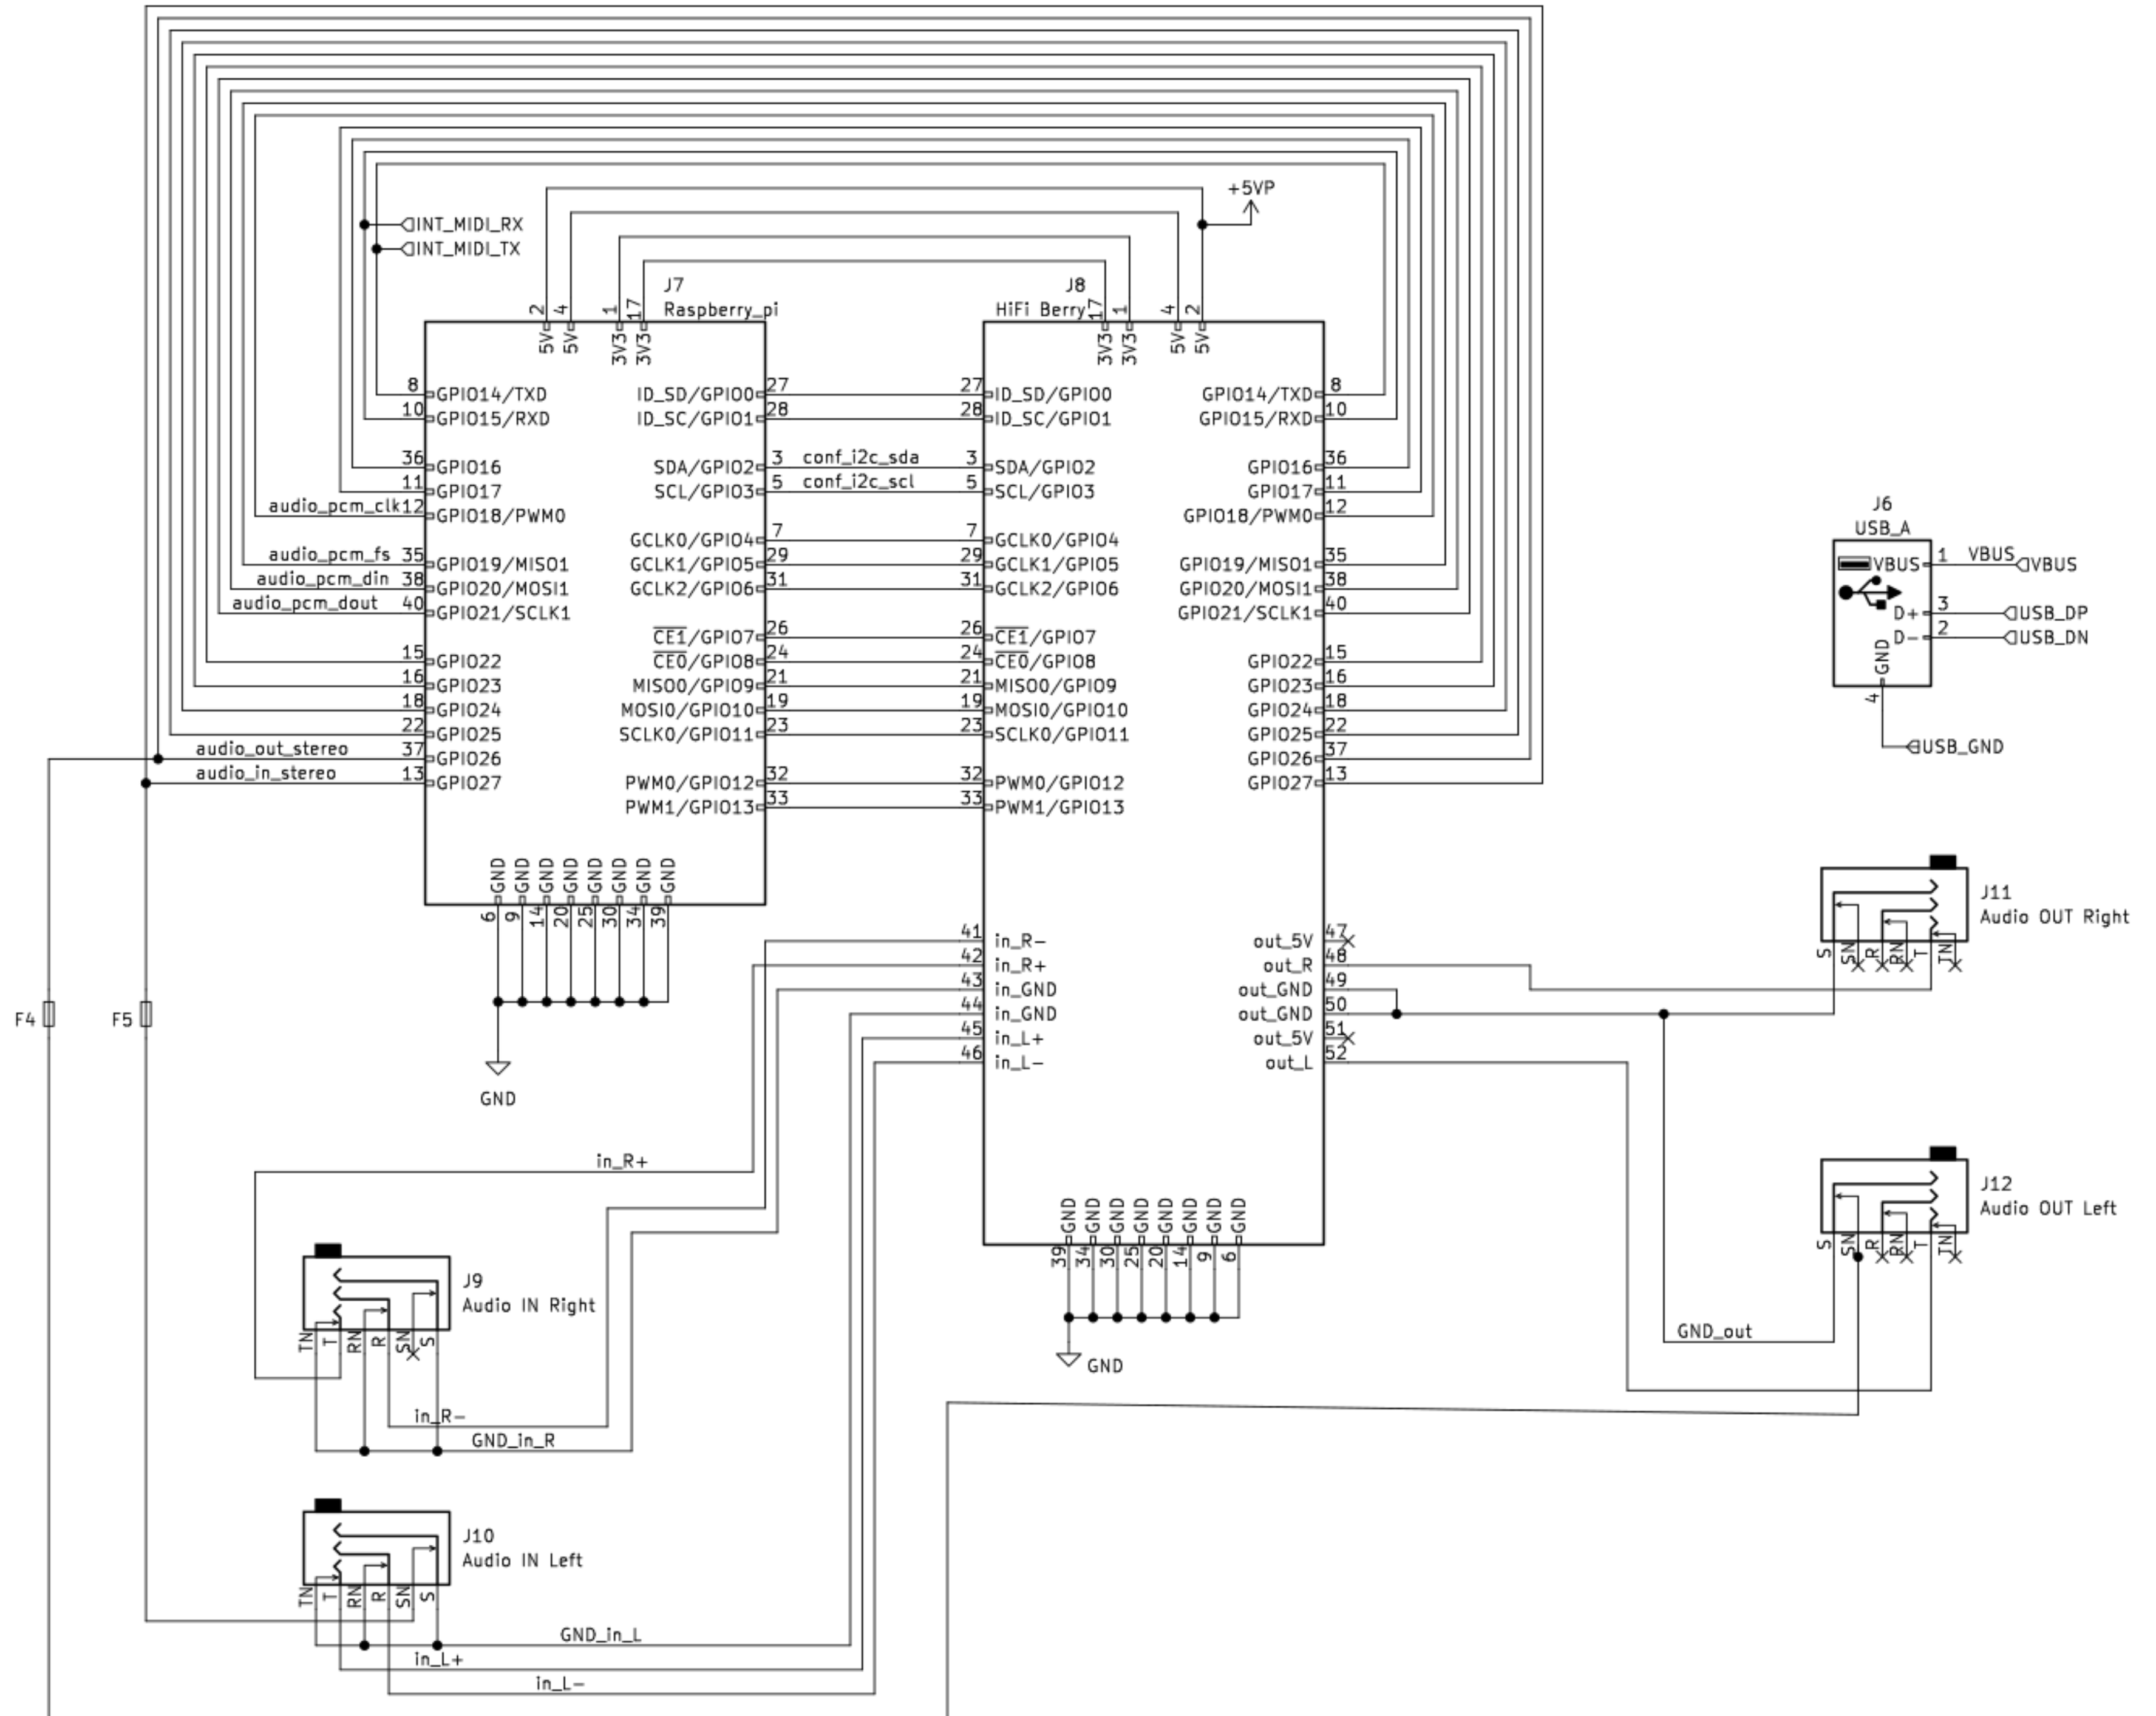 +5VP
INT_MIDI_RX
INT_MIDI_TX
J7
Raspberry_pi
2 4 1 17
5V 5V 3V3 3V3
8 GPIO14/TXD ID_SD/GPIO0 27
10 GPIO15/RXD ID_SC/GPIO1 28
36 GPIO16 SDA/GPIO2 3 conf_i2c_sda
11 GPIO17 SCL/GPIO3 5 conf_i2c_scl
audio_pcm_clk 12 GPIO18/PWM0
GCLK0/GPIO4 7
audio_pcm_fs 35 GPIO19/MISO1 GCLK1/GPIO5 29
audio_pcm_din 38 GPIO20/MOSI1 GCLK2/GPIO6 31
audio_pcm_dout 40 GPIO21/SCLK1
CE1/GPIO7 26
15 GPIO22 CE0/GPIO8 24
16 GPIO23 MISO0/GPIO9 21
18 GPIO24 MOSI0/GPIO10 19
22 GPIO25 SCLK0/GPIO11 23
audio_out_stereo 37 GPIO26
audio_in_stereo 13 GPIO27 PWM0/GPIO12 32
PWM1/GPIO13 33
GND GND GND GND GND GND GND GND
6 9 14 20 25 30 34 39
GND
J8
HiFi Berry
17 1 4 2
3V3 3V3 5V 5V
27 ID_SD/GPIO0 GPIO14/TXD 8
28 ID_SC/GPIO1 GPIO15/RXD 10
3 SDA/GPIO2 GPIO16 36
5 SCL/GPIO3 GPIO17 11
GPIO18/PWM0 12
7 GCLK0/GPIO4
29 GCLK1/GPIO5 GPIO19/MISO1 35
31 GCLK2/GPIO6 GPIO20/MOSI1 38
GPIO21/SCLK1 40
26 CE1/GPIO7
24 CE0/GPIO8 GPIO22 15
21 MISO0/GPIO9 GPIO23 16
19 MOSI0/GPIO10 GPIO24 18
23 SCLK0/GPIO11 GPIO25 22
GPIO26 37
32 PWM0/GPIO12 GPIO27 13
33 PWM1/GPIO13
41 in_R- out_5V 47
42 in_R+ out_R 48
43 in_GND out_GND 49
44 in_GND out_GND 50
45 in_L+ out_5V 51
46 in_L- out_L 52
GND GND GND GND GND GND GND GND
39 34 30 25 20 14 9 6
GND
J6
USB_A
VBUS 1 VBUS VBUS
D+ 3 USB_DP
D- 2 USB_DN
GND
4
USB_GND
J11
Audio OUT Right
S SN R RN T TN
F4
F5
J12
Audio OUT Left
S SN R RN T TN
GND_out
in_R+
J9
Audio IN Right
TN T RN R SN S
in_R-
GND_in_R
J10
Audio IN Left
TN T RN R SN S
GND_in_L
in_L+
in_L-